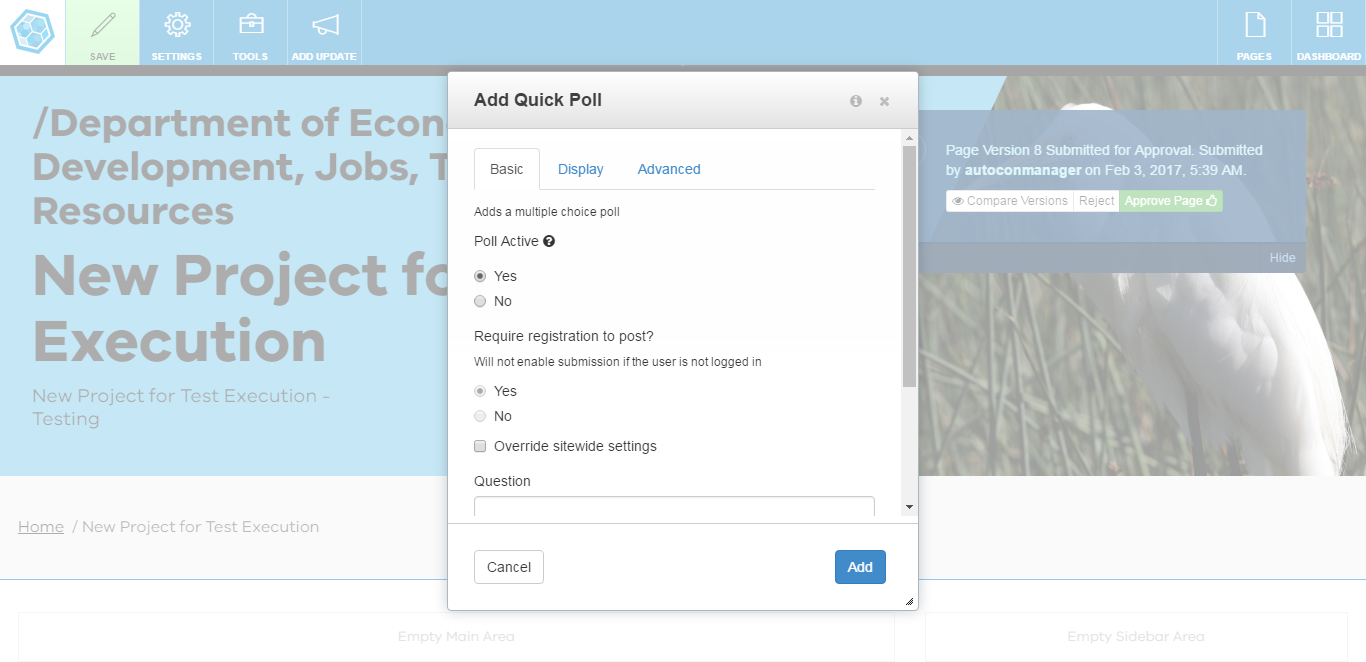 SAVE
SETTINGS
TOOLS
ADD UPDATE
PAGES
DASHBOARD
/Department of Econ
Development, Jobs, T
Resources
New Project fo
Execution
New Project for Test Execution -
Testing
Add Quick Poll
Basic
Display
Advanced
Adds a multiple choice poll
Poll Active
Yes
No
Require registration to post?
Will not enable submission if the user is not logged in
Yes
No
Override sitewide settings
Question
Cancel
Add
Page Version 8 Submitted for Approval. Submitted
by autoconmanager on Feb 3, 2017, 5:39 AM.
Compare Versions
Reject
Approve Page
Hide
Home / New Project for Test Execution
Empty Main Area
Empty Sidebar Area